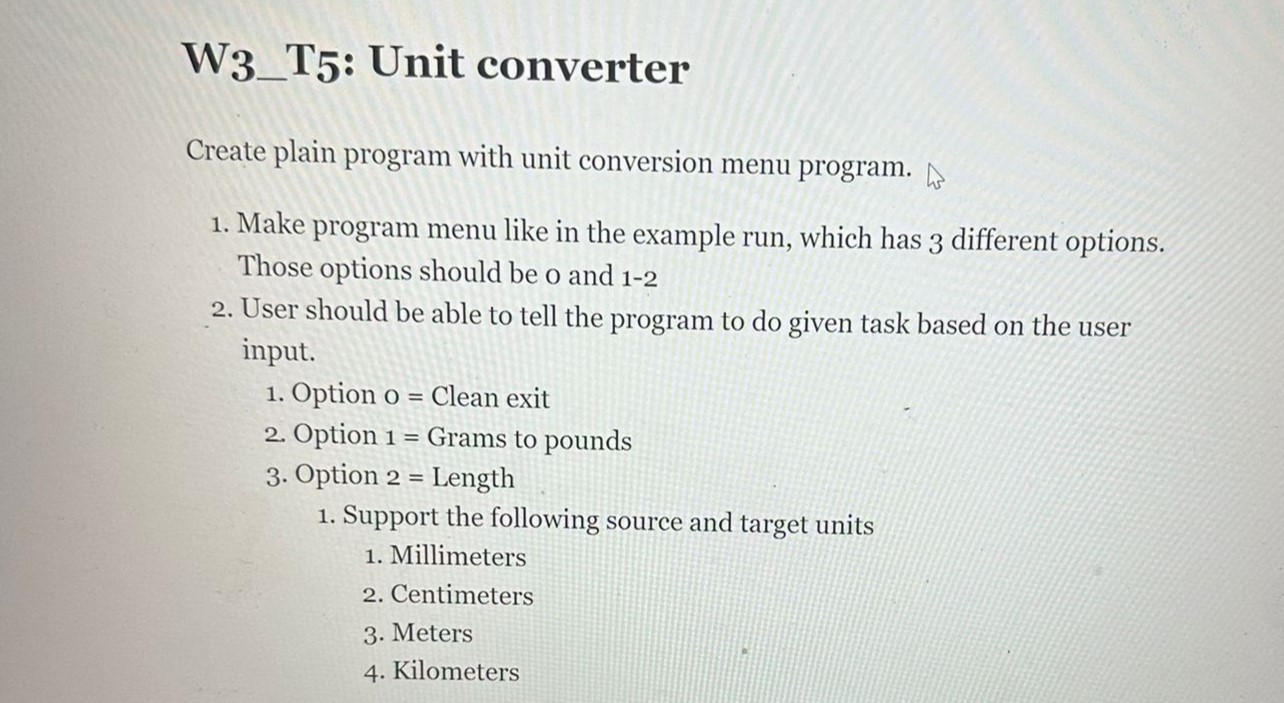 W3_T5: Unit converter
Create plain program with unit conversion menu program.
1. Make program menu like in the example run, which has 3 different options.
Those options should be 0 and 1-2
2. User should be able to tell the program to do given task based on the user
input.
1. Option 0 = Clean exit
2. Option 1 = Grams to pounds
3. Option 2 = Length
1. Support the following source and target units
1. Millimeters
2. Centimeters
3. Meters
4. Kilometers